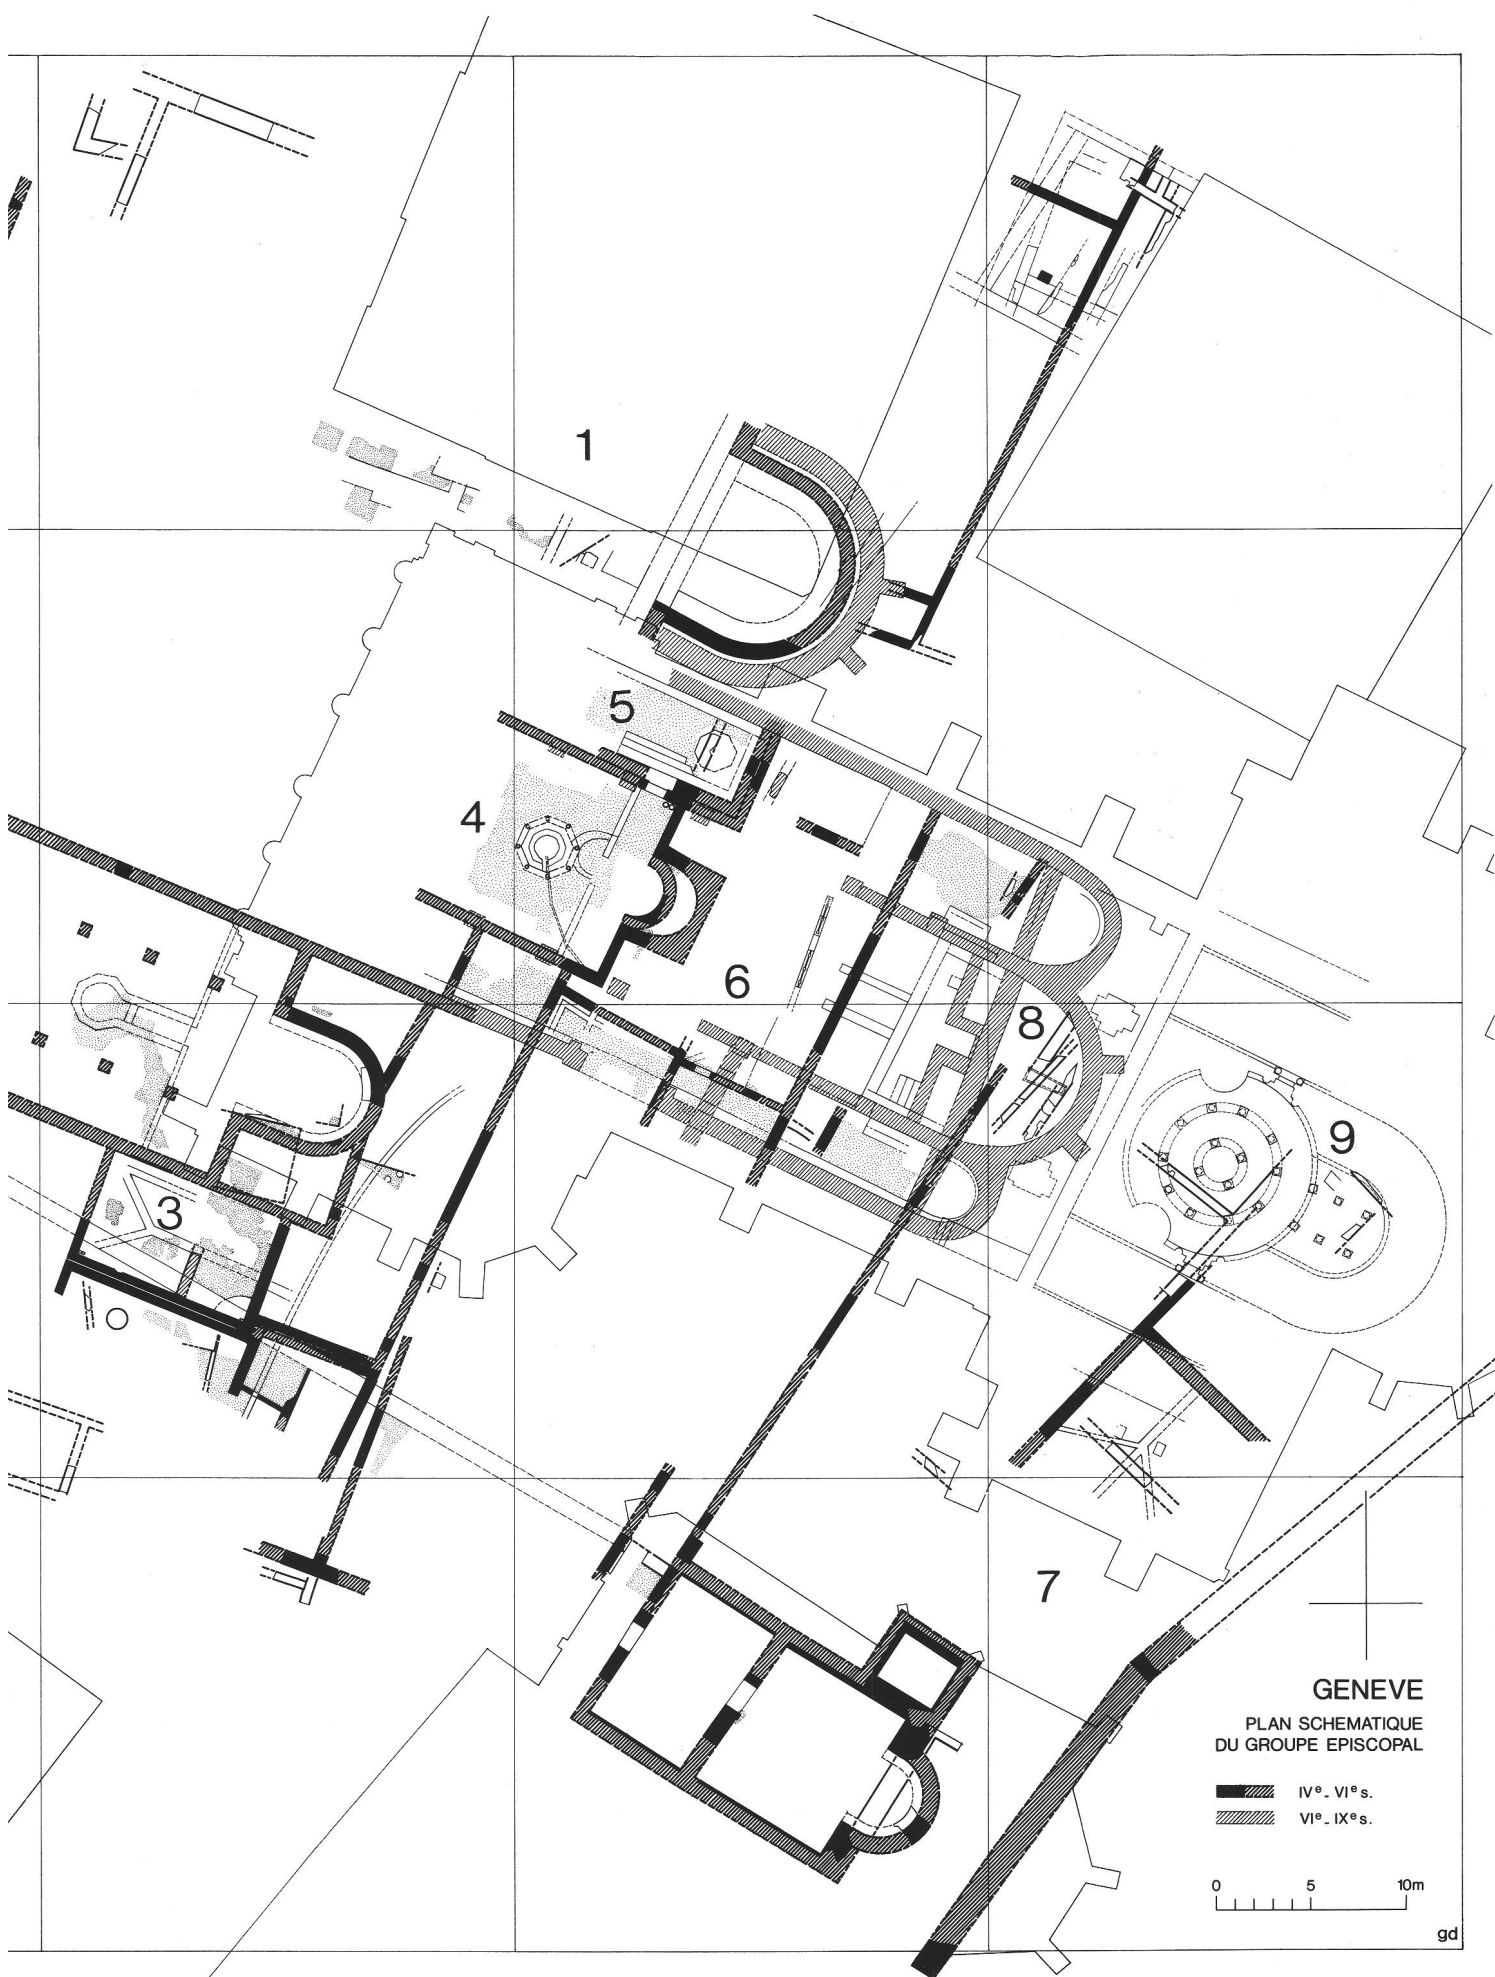 1
5
4
6
8
9
3
7
GENEVE
PLAN SCHEMATIQUE
DU GROUPE EPISCOPAL
IVe - VIe s.
VIe - IXe s.
0 5 10m
gd